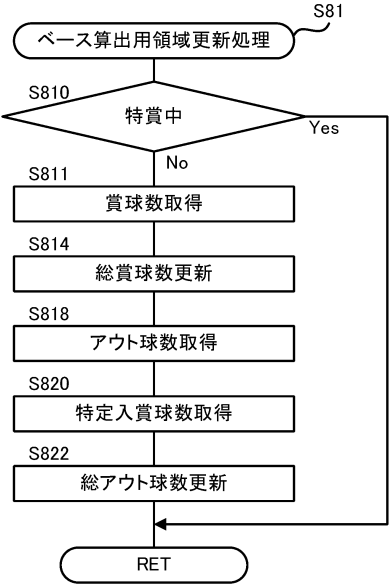 S81
ベース算出用領域更新処理
S810
特賞中
Yes
No
S811
賞球数取得
S814
総賞球数更新
S818
アウト球数取得
S820
特定入賞球数取得
S822
総アウト球数更新
RET